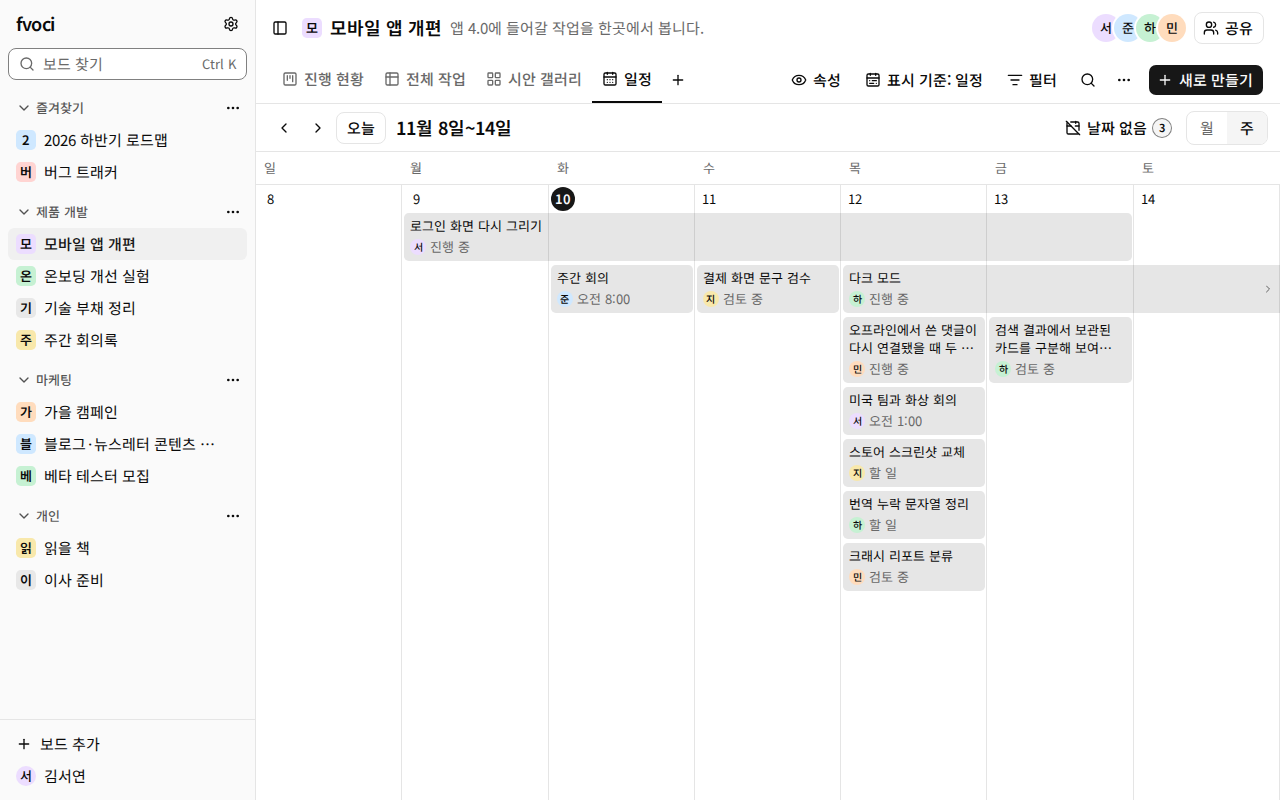 fvoci
보드 찾기 Ctrl K
즐겨찾기
2 2026 하반기 로드맵
버 버그 트래커
제품 개발
모 모바일 앱 개편
온 온보딩 개선 실험
기 기술 부채 정리
주 주간 회의록
마케팅
가 가을 캠페인
블 블로그·뉴스레터 콘텐츠 …
베 베타 테스터 모집
개인
읽 읽을 책
이 이사 준비
보드 추가
서 김서연
모 모바일 앱 개편 앱 4.0에 들어갈 작업을 한곳에서 봅니다.
서 준 하 민 공유
진행 현황 전체 작업 시안 갤러리 일정
속성 표시 기준: 일정 필터 새로 만들기
오늘 11월 8일~14일
날짜 없음 3 월 주
일 월 화 수 목 금 토
8 9 10 11 12 13 14
로그인 화면 다시 그리기
서 진행 중
주간 회의
준 오전 8:00
결제 화면 문구 검수
지 검토 중
다크 모드
하 진행 중
오프라인에서 쓴 댓글이
다시 연결됐을 때 두 …
민 진행 중
검색 결과에서 보관된
카드를 구분해 보여…
하 검토 중
미국 팀과 화상 회의
서 오전 1:00
스토어 스크린샷 교체
지 할 일
번역 누락 문자열 정리
하 할 일
크래시 리포트 분류
민 검토 중